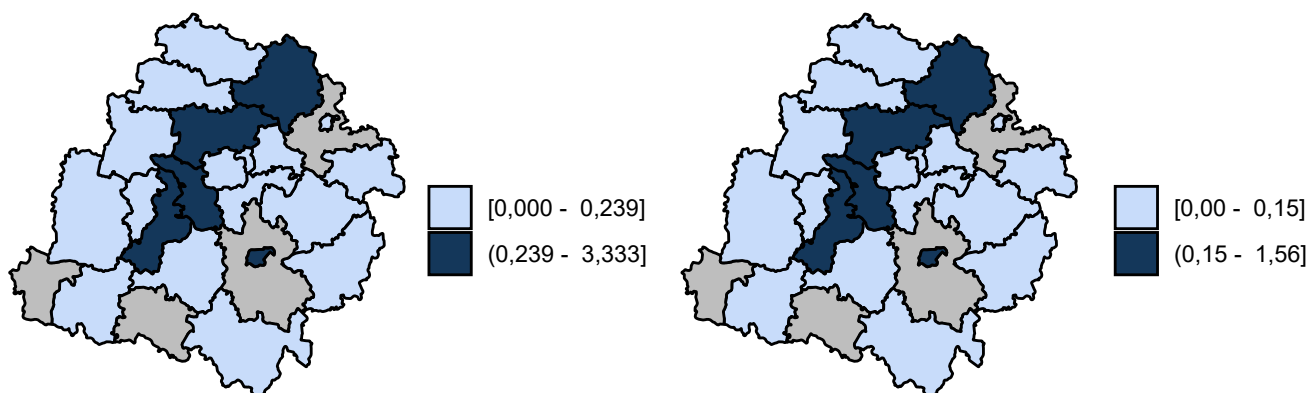 [0,000 - 0,239]
(0,239 - 3,333]
[0,00 - 0,15]
(0,15 - 1,56]